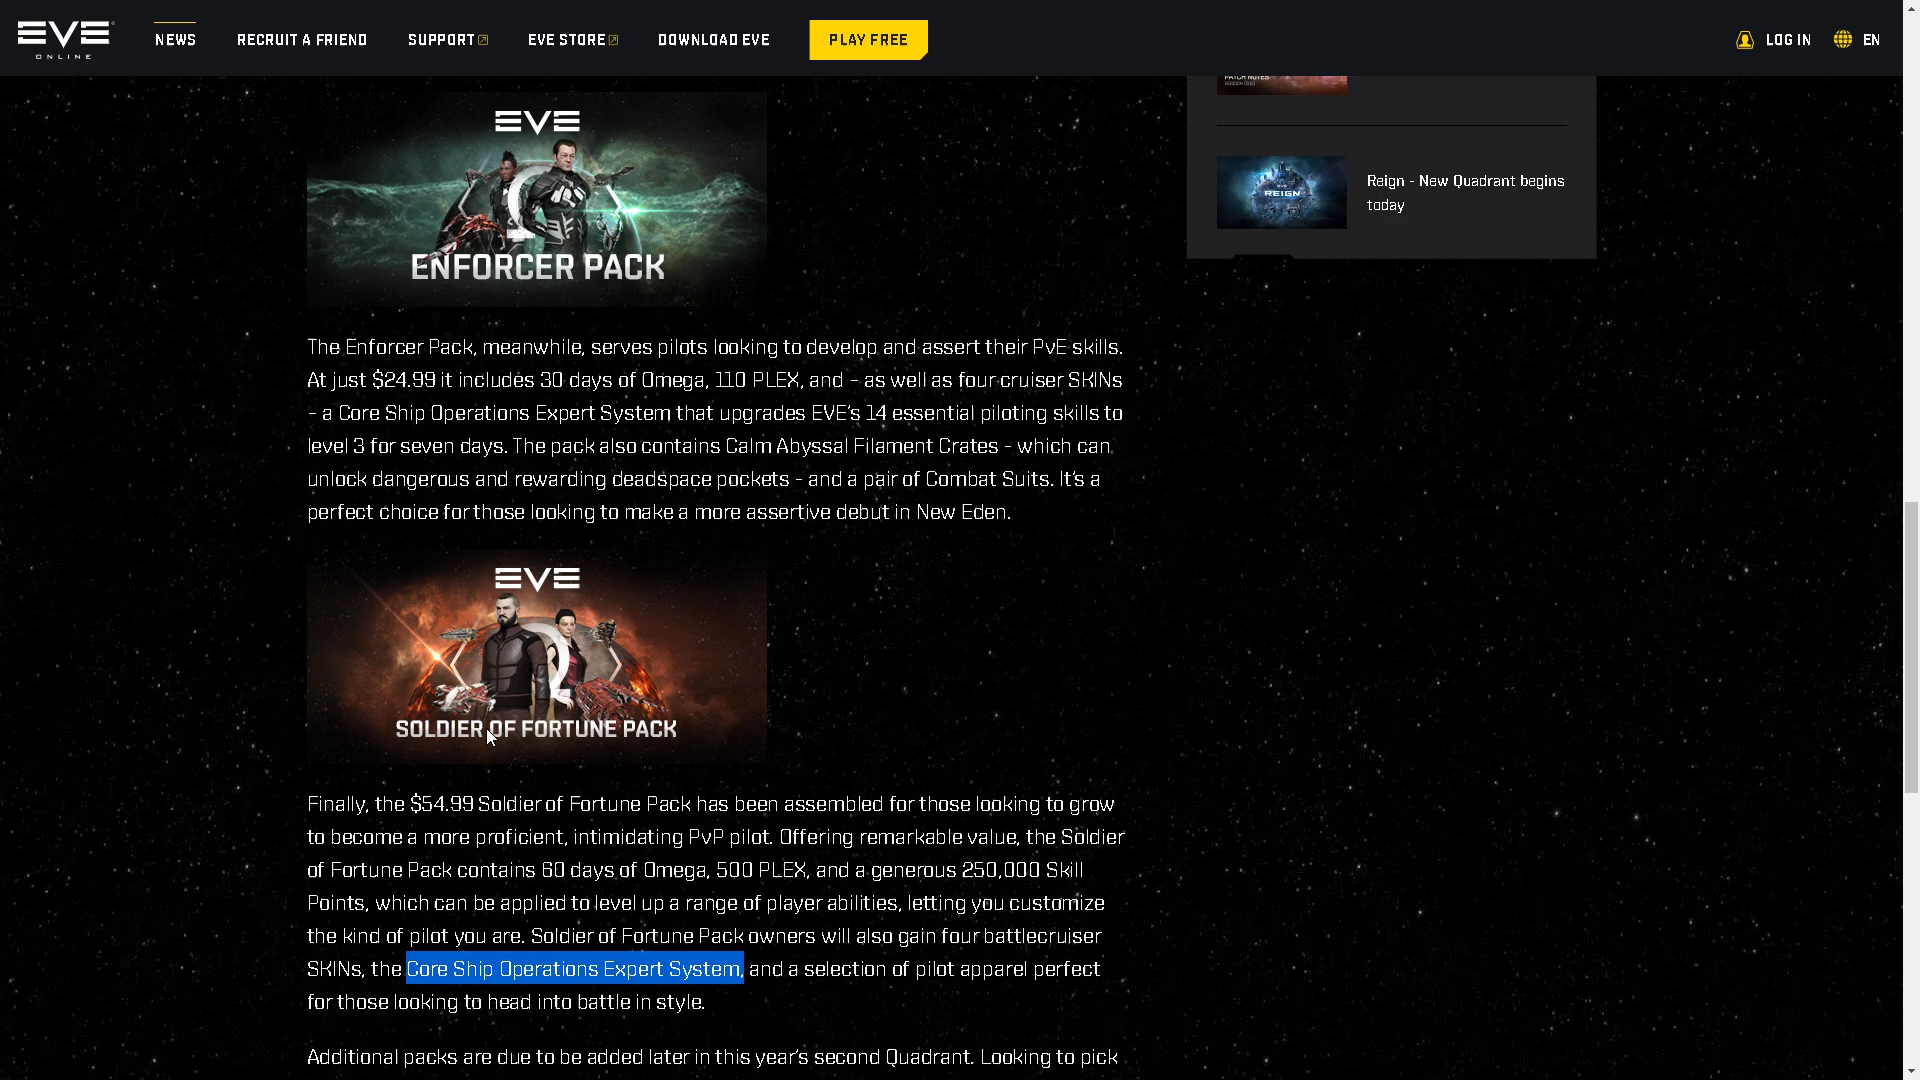 EVE
ONLINE
NEWS
RECRUIT A FRIEND
SUPPORT
EVE STORE
DOWNLOAD EVE
PLAY FREE
LOG IN
EN
PATCH NOTES
EVE
ENFORCER PACK
REIGN
Reign - New Quadrant begins
today
The Enforcer Pack, meanwhile, serves pilots looking to develop and assert their PvE skills.
At just $24.99 it includes 30 days of Omega, 110 PLEX, and – as well as four cruiser SKINs
– a Core Ship Operations Expert System that upgrades EVE's 14 essential piloting skills to
level 3 for seven days. The pack also contains Calm Abyssal Filament Crates - which can
unlock dangerous and rewarding deadspace pockets - and a pair of Combat Suits. It's a
perfect choice for those looking to make a more assertive debut in New Eden.
EVE
SOLDIER OF FORTUNE PACK
Finally, the $54.99 Soldier of Fortune Pack has been assembled for those looking to grow
to become a more proficient, intimidating PvP pilot. Offering remarkable value, the Soldier
of Fortune Pack contains 60 days of Omega, 500 PLEX, and a generous 250,000 Skill
Points, which can be applied to level up a range of player abilities, letting you customize
the kind of pilot you are. Soldier of Fortune Pack owners will also gain four battlecruiser
SKINs, the Core Ship Operations Expert System, and a selection of pilot apparel perfect
for those looking to head into battle in style.
Additional packs are due to be added later in this year's second Quadrant. Looking to pick